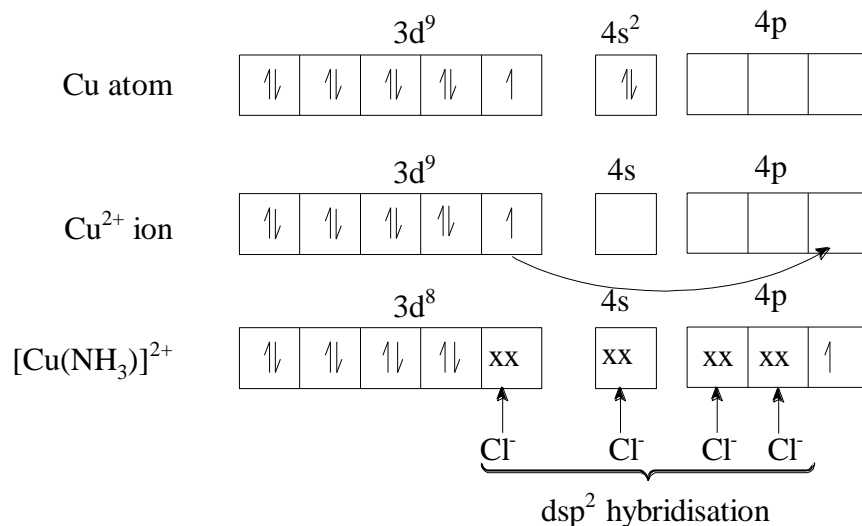 3d⁹ 4s² 4p
Cu atom ⥮ ⥮ ⥮ ⥮ ↿ ⥮
3d⁹ 4s 4p
Cu²⁺ ion ⥮ ⥮ ⥮ ⥮ ↿
3d⁸ 4s 4p
[Cu(NH₃)]²⁺ ⥮ ⥮ ⥮ ⥮ xx xx xx xx ↿
Cl⁻ Cl⁻ Cl⁻ Cl⁻
dsp² hybridisation